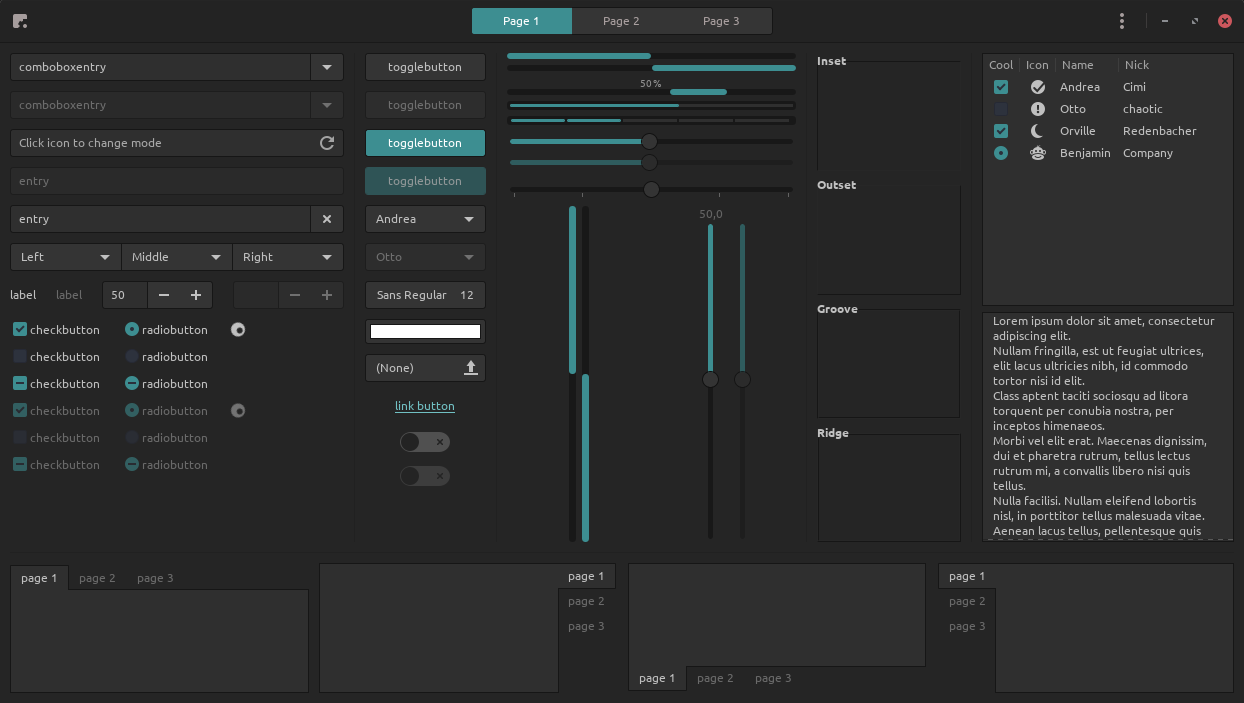 Page 1
Page 2
Page 3
comboboxentry
comboboxentry
Click icon to change mode
entry
entry
Left
Middle
Right
label
label
50
checkbutton
radiobutton
checkbutton
radiobutton
checkbutton
radiobutton
checkbutton
radiobutton
checkbutton
radiobutton
checkbutton
radiobutton
togglebutton
togglebutton
togglebutton
togglebutton
Andrea
Otto
Sans Regular 12
(None)
link button
50 %
50,0
Inset
Outset
Groove
Ridge
Cool Icon Name Nick
Andrea Cimi
Otto chaotic
Orville Redenbacher
Benjamin Company
Lorem ipsum dolor sit amet, consectetur
adipiscing elit.
Nullam fringilla, est ut feugiat ultrices,
elit lacus ultricies nibh, id commodo
tortor nisi id elit.
Class aptent taciti sociosqu ad litora
torquent per conubia nostra, per
inceptos himenaeos.
Morbi vel elit erat. Maecenas dignissim,
dui et pharetra rutrum, tellus lectus
rutrum mi, a convallis libero nisi quis
tellus.
Nulla facilisi. Nullam eleifend lobortis
nisl, in porttitor tellus malesuada vitae.
Aenean lacus tellus, pellentesque quis
page 1
page 2
page 3
page 1
page 2
page 3
page 1
page 2
page 3
page 1
page 2
page 3